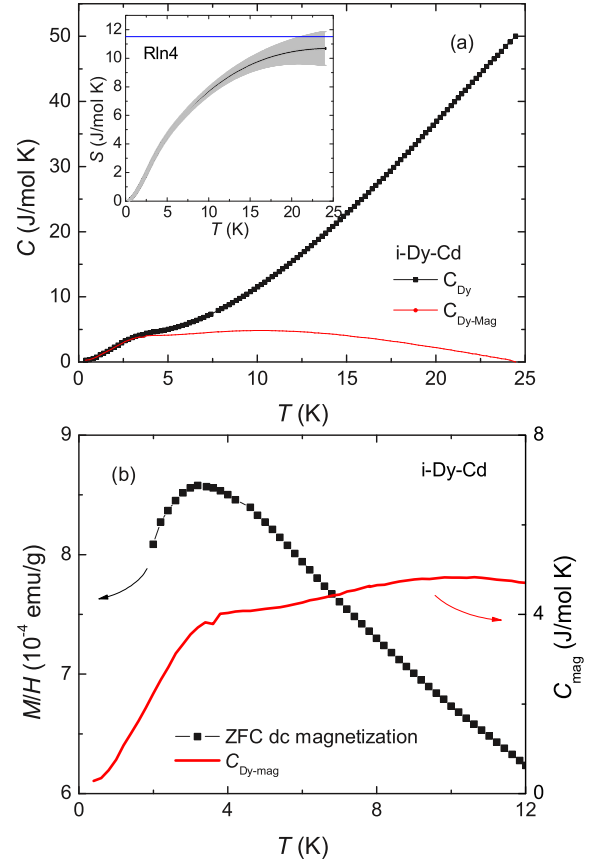 (a)
C (J/mol K)
50
40
30
20
10
0
0
5
10
15
20
25
T (K)
i-Dy-Cd
C_Dy
C_Dy-Mag
Rln4
S (J/mol K)
12
10
8
6
4
2
0
0
5
10
15
20
25
T (K)
(b)
i-Dy-Cd
M/H (10⁻⁴ emu/g)
9
8
7
6
0
4
8
12
T (K)
8
4
0
C_mag (J/mol K)
ZFC dc magnetization
C_Dy-mag